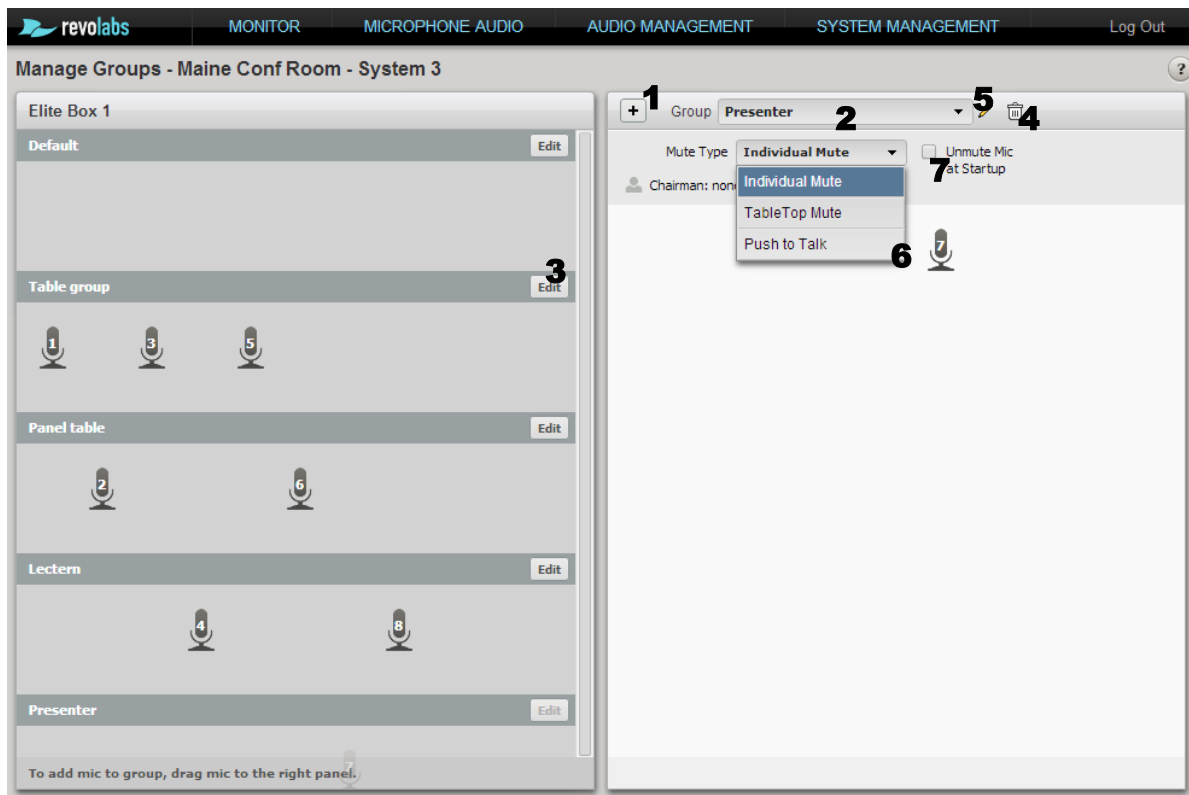 revolabs MONITOR MICROPHONE AUDIO AUDIO MANAGEMENT SYSTEM MANAGEMENT Log Out
Manage Groups - Maine Conf Room - System 3 ?
Elite Box 1
Default Edit
3
Table group Edit
1 3 5
Panel table Edit
2 6
Lectern Edit
4 8
Presenter Edit
7
To add mic to group, drag mic to the right panel.
+ 1 Group Presenter 2 5 4
Mute Type Individual Mute 7 Unmute Mic
at Startup
Chairman: none
Individual Mute
TableTop Mute
Push to Talk 6 7